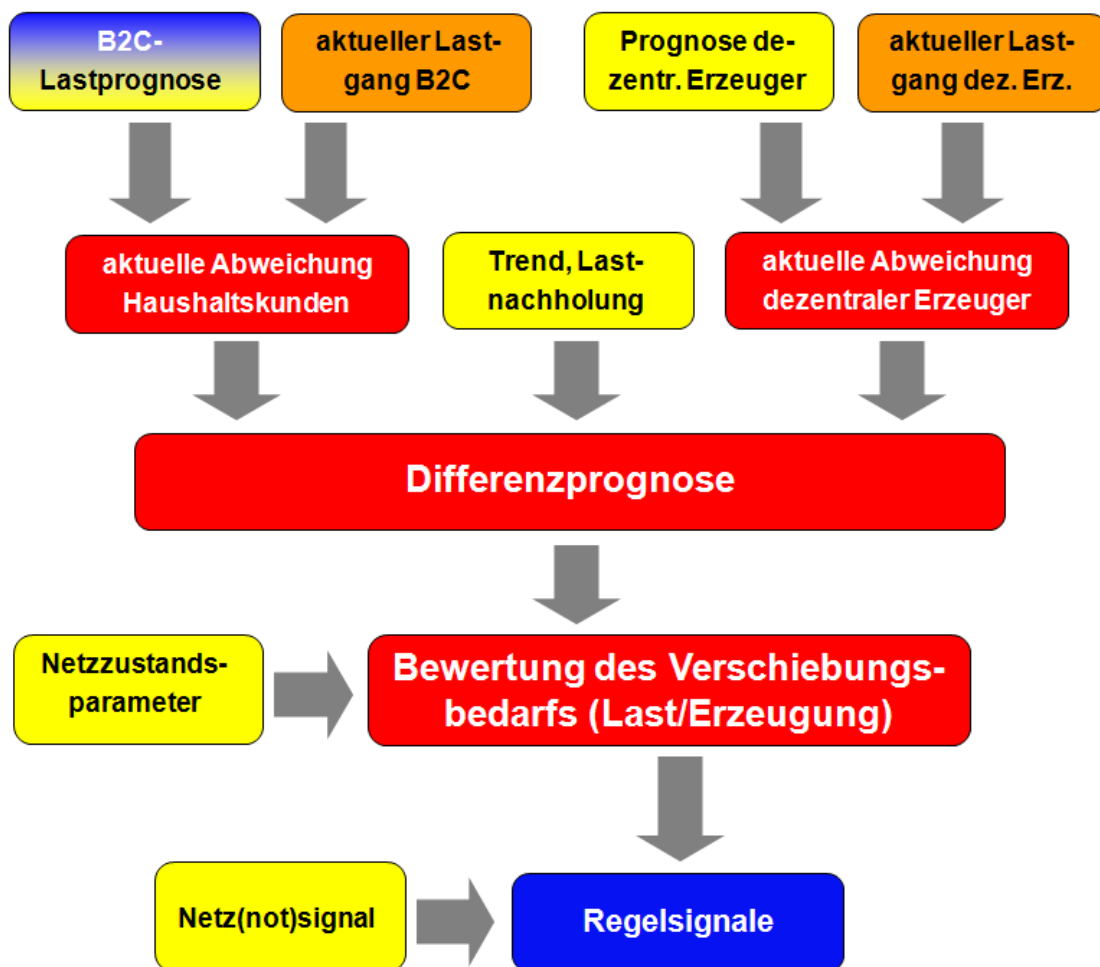 B2C-
Lastprognose
aktueller Last-
gang B2C
Prognose de-
zentr. Erzeuger
aktueller Last-
gang dez. Erz.
aktuelle Abweichung
Haushaltskunden
Trend, Last-
nachholung
aktuelle Abweichung
dezentraler Erzeuger
Differenzprognose
Netzzustands-
parameter
Bewertung des Verschiebungs-
bedarfs (Last/Erzeugung)
Netz(not)signal
Regelsignale